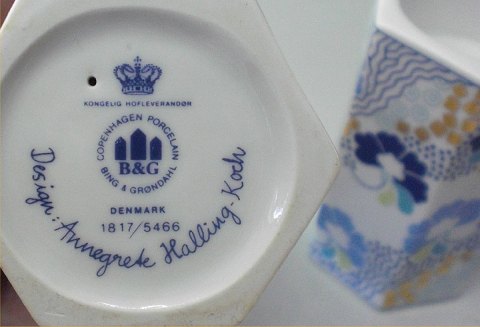 KONGELIG HOFLEVERANDØR
COPENHAGEN PORCELAIN
B&G
BING & GRØNDAHL
DENMARK
1817/5466
Design: Annegrete Halling-Koch